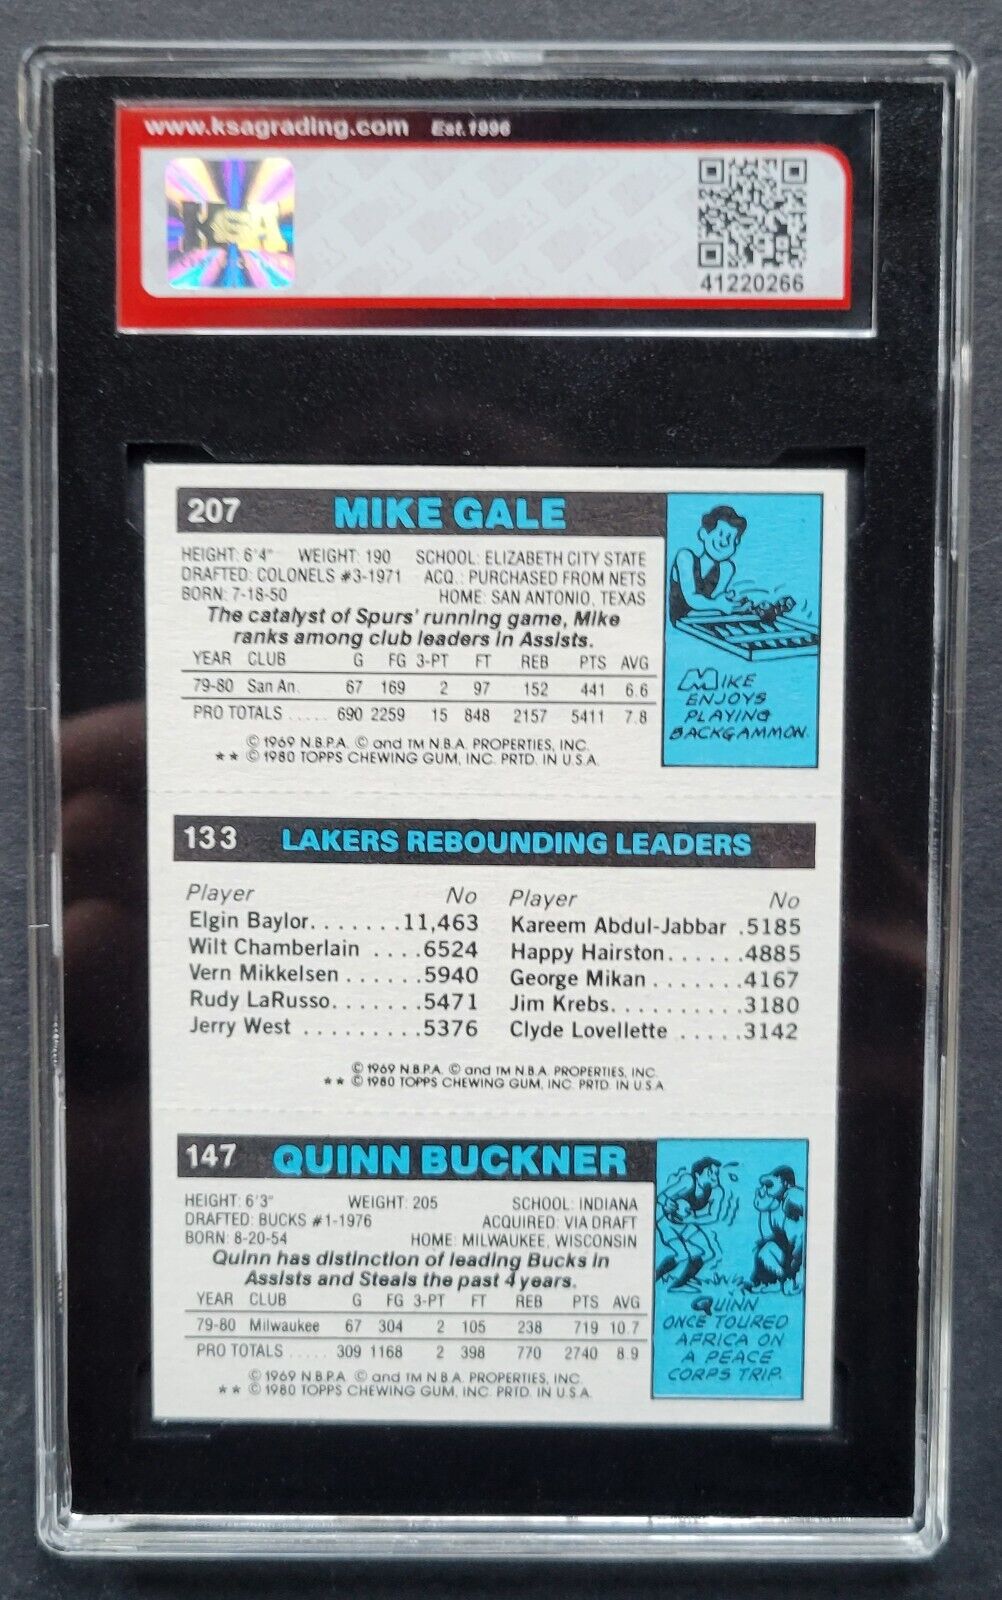 www.ksagrading.com Est.1996
KSA
41220266
207 MIKE GALE
HEIGHT: 6'4" WEIGHT: 190 SCHOOL: ELIZABETH CITY STATE
DRAFTED: COLONELS #3-1971 ACQ.: PURCHASED FROM NETS
BORN: 7-18-50 HOME: SAN ANTONIO, TEXAS
The catalyst of Spurs' running game, Mike
ranks among club leaders in Assists.
YEAR CLUB G FG 3-PT FT REB PTS AVG
79-80 San An. 67 169 2 97 152 441 6.6
PRO TOTALS ..... 690 2259 15 848 2157 5411 7.8
© 1969 N.B.P.A. © and TM N.B.A. PROPERTIES, INC.
★ ★ © 1980 TOPPS CHEWING GUM, INC. PRTD. IN U.S.A.
MIKE
ENJOYS
PLAYING
BACKGAMMON.
133 LAKERS REBOUNDING LEADERS
Player No Player No
Elgin Baylor.......11,463 Kareem Abdul-Jabbar .5185
Wilt Chamberlain ....6524 Happy Hairston......4885
Vern Mikkelsen ......5940 George Mikan .......4167
Rudy LaRusso.......5471 Jim Krebs...........3180
Jerry West .........5376 Clyde Lovellette .....3142
© 1969 N.B.P.A. © and TM N.B.A. PROPERTIES, INC.
★ ★ © 1980 TOPPS CHEWING GUM, INC. PRTD. IN U.S.A.
147 QUINN BUCKNER
HEIGHT: 6'3" WEIGHT: 205 SCHOOL: INDIANA
DRAFTED: BUCKS #1-1976 ACQUIRED: VIA DRAFT
BORN: 8-20-54 HOME: MILWAUKEE, WISCONSIN
Quinn has distinction of leading Bucks in
Assists and Steals the past 4 years.
YEAR CLUB G FG 3-PT FT REB PTS AVG
79-80 Milwaukee 67 304 2 105 238 719 10.7
PRO TOTALS ..... 309 1168 2 398 770 2740 8.9
© 1969 N.B.P.A. © and TM N.B.A. PROPERTIES, INC.
★ ★ © 1980 TOPPS CHEWING GUM, INC. PRTD. IN U.S.A.
QUINN
ONCE TOURED
AFRICA ON
A PEACE
CORPS TRIP.